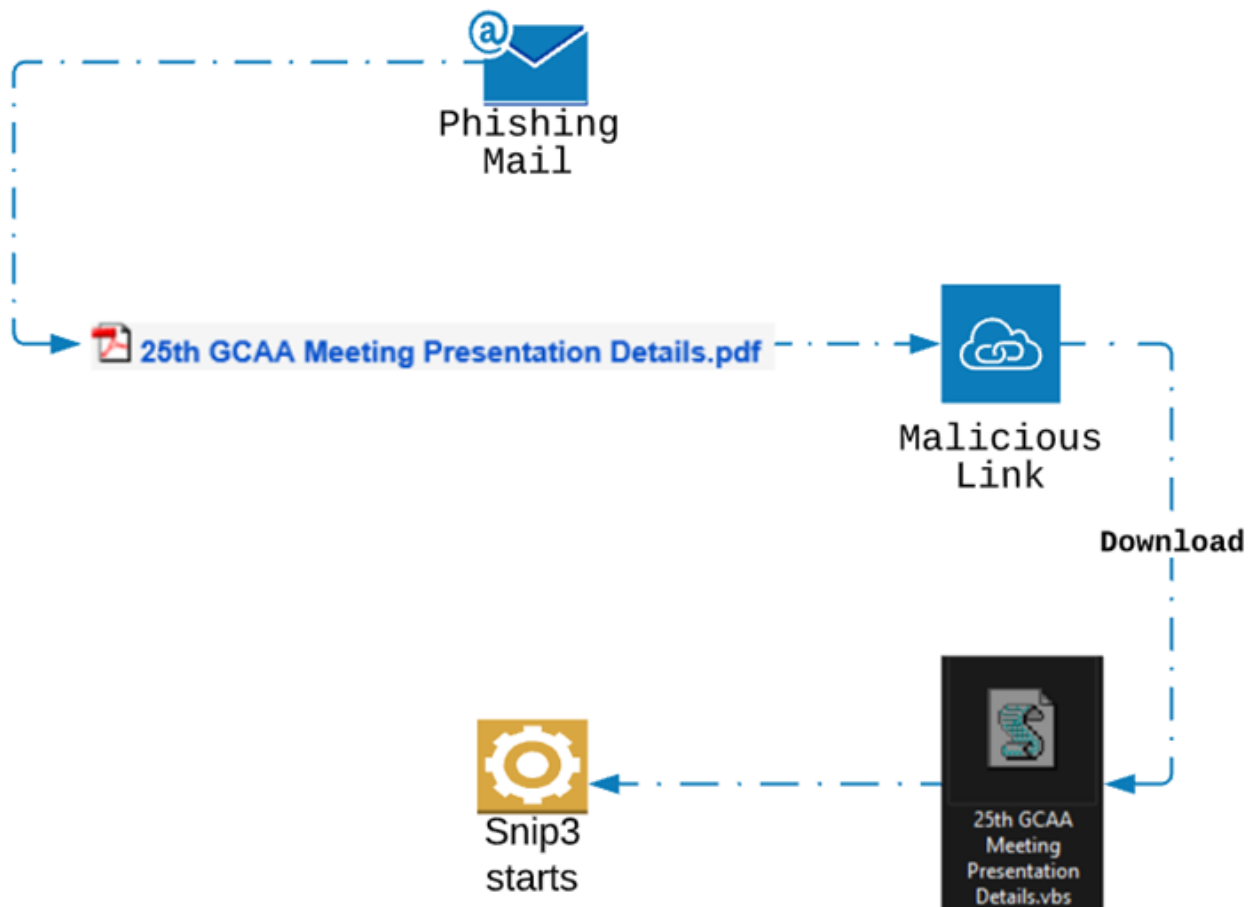 @
Phishing
Mail
25th GCAA Meeting Presentation Details.pdf
Malicious
Link
Download
25th GCAA
Meeting
Presentation
Details.vbs
Snip3
starts